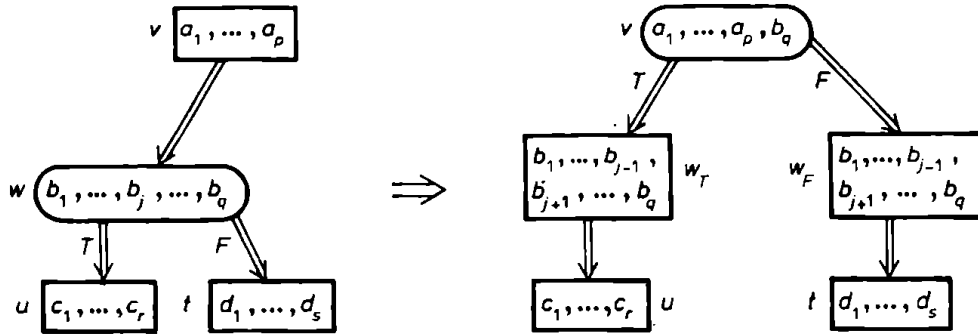 v a₁, ..., aₚ
w b₁, ..., bⱼ, ..., b_q
T F
u c₁, ..., cᵣ t d₁, ..., dₛ
⇒
v a₁, ..., aₚ, b_q
T F
b₁, ..., bⱼ₋₁,
bⱼ₊₁, ..., b_q
w_T
w_F
b₁, ..., bⱼ₋₁,
bⱼ₊₁, ..., b_q
c₁, ..., cᵣ u
t d₁, ..., dₛ